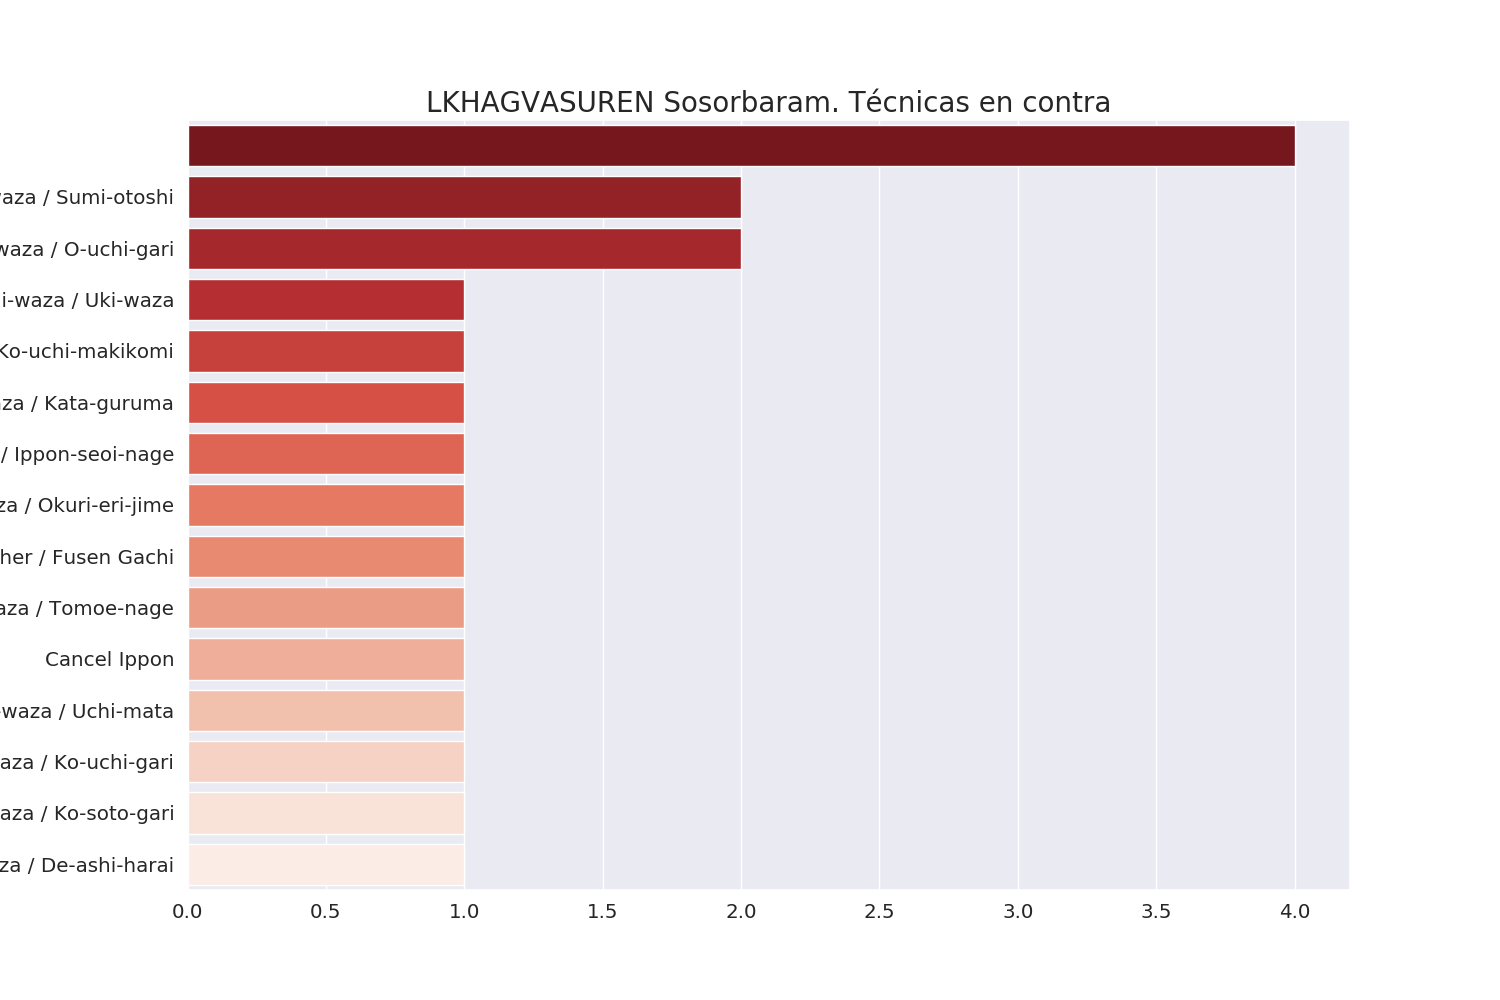 LKHAGVASUREN Sosorbaram. Técnicas en contra
/ Sumi-otoshi
waza / O-uchi-gari
i-waza / Uki-waza
Ko-uchi-makikomi
/ Kata-guruma
/ Ippon-seoi-nage
/ Okuri-eri-jime
her / Fusen Gachi
aza / Tomoe-nage
Cancel Ippon
-waza / Uchi-mata
aza / Ko-uchi-gari
aza / Ko-soto-gari
za / De-ashi-harai
0.0 0.5 1.0 1.5 2.0 2.5 3.0 3.5 4.0